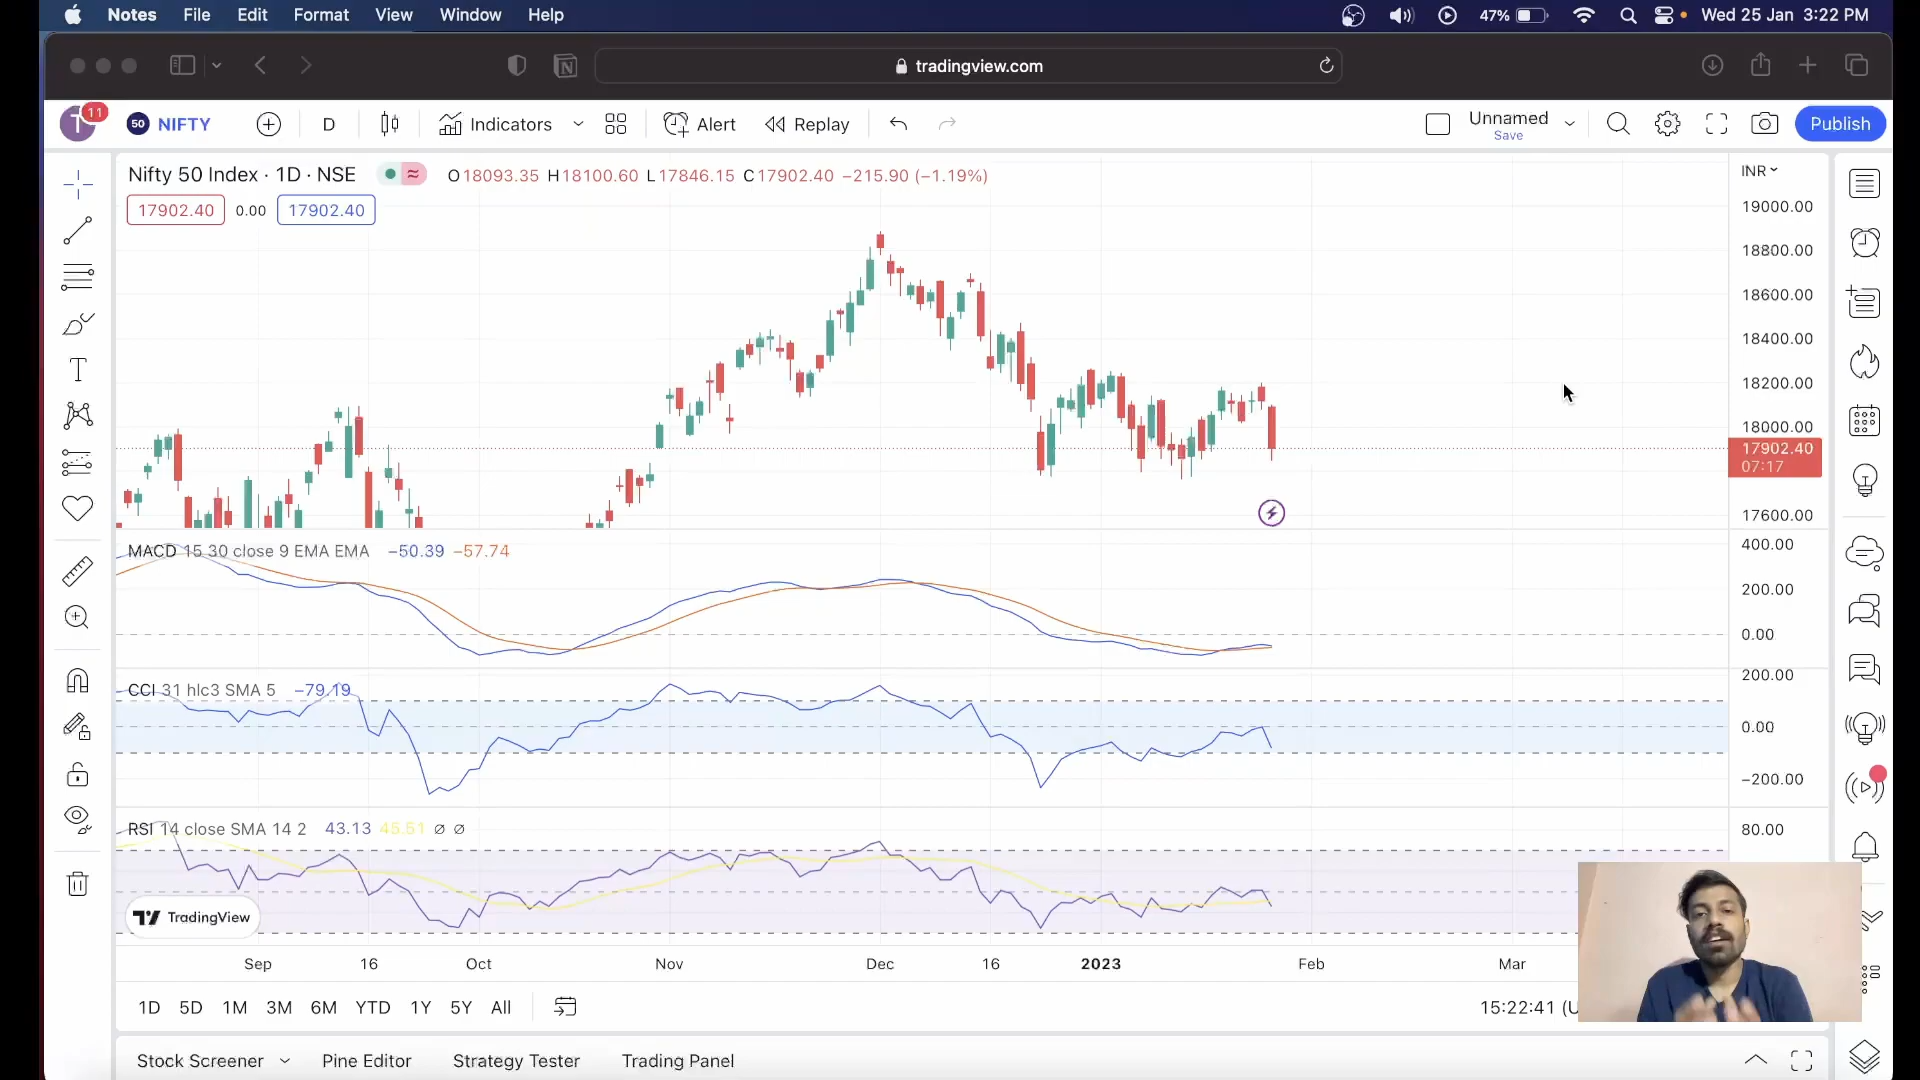 Notes File Edit Format View Window Help 47% Wed 25 Jan 3:22 PM
tradingview.com
T 11 50 NIFTY D Indicators Alert Replay Unnamed Save Publish
Nifty 50 Index · 1D · NSE O18093.35 H18100.60 L17846.15 C17902.40 −215.90 (−1.19%) INR
17902.40 0.00 17902.40
19000.00
18800.00
18600.00
18400.00
18200.00
18000.00
17902.40
07:17
17600.00
MACD 15 30 close 9 EMA EMA −50.39 −57.74
400.00
200.00
0.00
CCI 31 hlc3 SMA 5 −79.19
200.00
0.00
−200.00
RSI 14 close SMA 14 2 43.13 45.51 ∅ ∅
80.00
TradingView
Sep 16 Oct Nov Dec 16 2023 Feb Mar
1D 5D 1M 3M 6M YTD 1Y 5Y All 15:22:41 (U
Stock Screener Pine Editor Strategy Tester Trading Panel